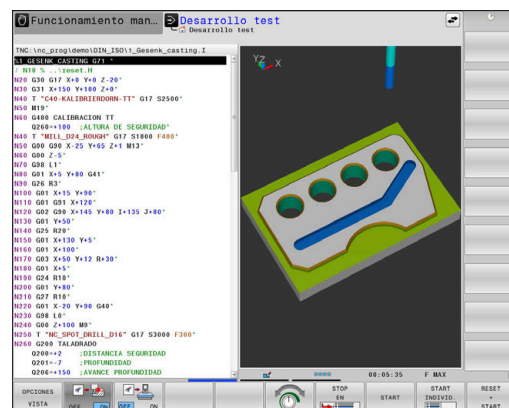 Funcionamiento man...
Desarrollo test
Desarrollo test
TNC:\nc_prog\demo\DIN_ISO\1_Gesenk_casting.I
%1_GESENK_CASTING G71 *
/ N10 % ..\reset.H
N20 G30 G17 X+0 Y+0 Z-20*
N30 G31 X+150 Y+100 Z+0*
N40 T "C40-KALIBRIERDORN-TT" G17 S2500*
N50 M19*
N60 G480 CALIBRACION TT
Q260=+100 ;ALTURA DE SEGURIDAD*
N40 T "MILL_D24_ROUGH" G17 S1800 F400*
N50 G00 G90 X-25 Y+65 Z+1 M13*
N60 G00 Z-5*
N70 G98 L1*
N80 G01 X+5 Y+80 G41*
N90 G26 R3*
N100 G01 X+15 Y+90*
N110 G01 G91 X+120*
N120 G02 G90 X+145 Y+80 I+135 J+80*
N130 G01 Y+50*
N140 G25 R20*
N150 G01 X+130 Y+5*
N160 G01 X+100*
N170 G03 X+50 Y+12 R+30*
N180 G01 X+5*
N190 G24 R10*
N200 G01 Y+80*
N210 G27 R10*
N220 G01 X-20 Y+90 G40*
N230 G98 L0*
N240 G00 Z+100 M9*
N250 T "NC_SPOT_DRILL_D16" G17 S3000 F300*
N260 G200 TALADRADO
Q200=+2 ;DISTANCIA SEGURIDAD
Q201=-7 ;PROFUNDIDAD
Q206=+150 ;AVANCE PROFUNDIDAD
YZ X
00:05:35 F MAX
OPCIONES
VISTA
OFF ON
OFF ON
STOP
EN
START
START
INDIVID.
RESET
+
START